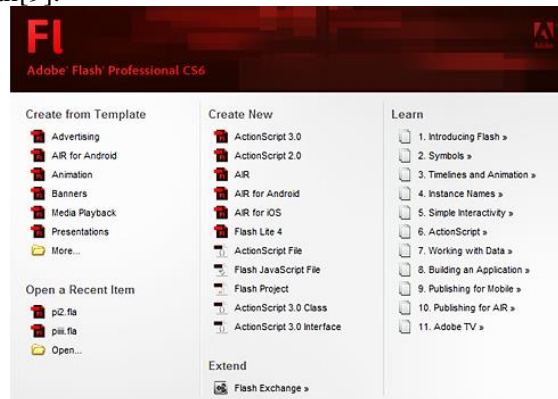 Fl
Adobe
Adobe® Flash® Professional CS6
Create from Template
Advertising
AIR for Android
Animation
Banners
Media Playback
Presentations
More...
Open a Recent Item
pi2.fla
piii.fla
Open...
Create New
ActionScript 3.0
ActionScript 2.0
AIR
AIR for Android
AIR for iOS
Flash Lite 4
ActionScript File
Flash JavaScript File
Flash Project
ActionScript 3.0 Class
ActionScript 3.0 Interface
Extend
Flash Exchange »
Learn
1. Introducing Flash »
2. Symbols »
3. Timelines and Animation »
4. Instance Names »
5. Simple Interactivity »
6. ActionScript »
7. Working with Data »
8. Building an Application »
9. Publishing for Mobile »
10. Publishing for AIR »
11. Adobe TV »